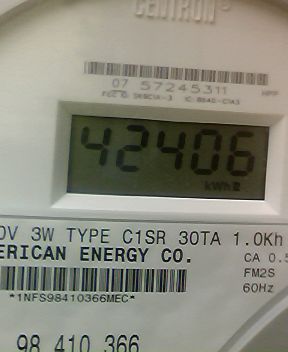 CENTRON
07 57245311
42406
kWh
0V 3W TYPE C1SR 30TA 1.0Kh
ERICAN ENERGY CO.
CA 0.5
FM2S
*1NFS98410366MEC*
60Hz
98 410 366